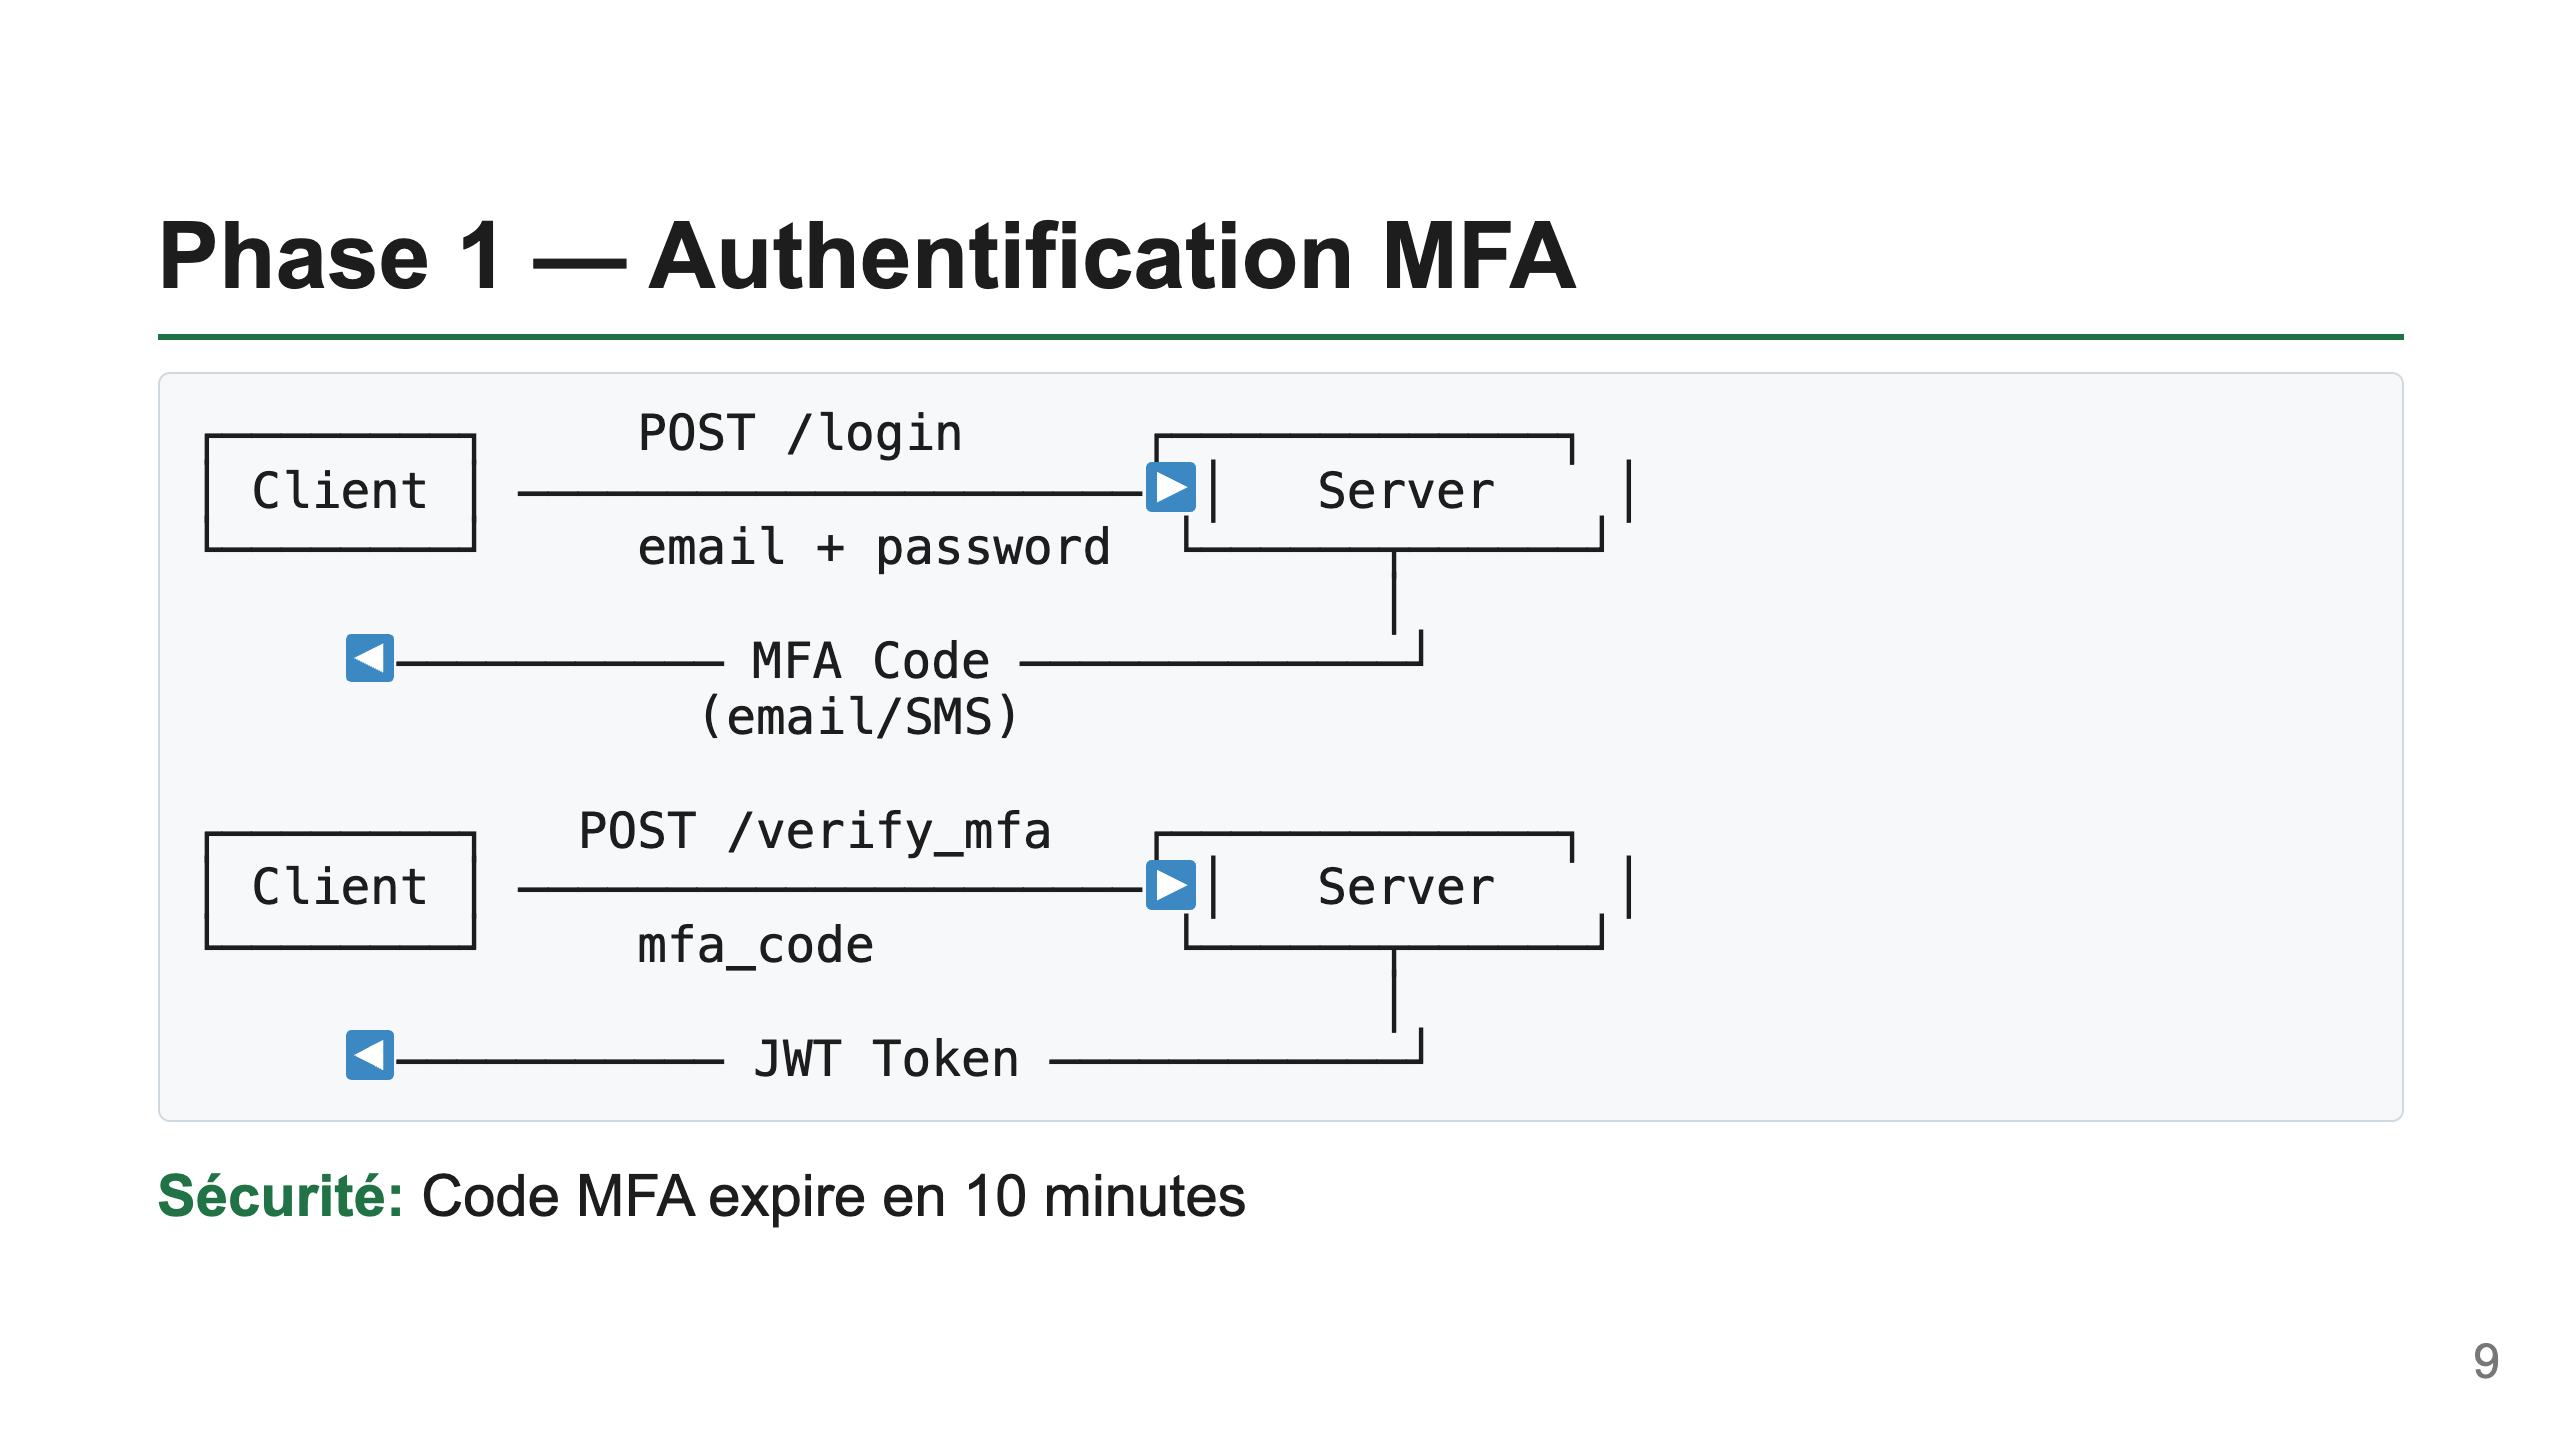 Phase 1 — Authentification MFA
POST /login
Client
Server
email + password
MFA Code
(email/SMS)
POST /verify_mfa
Client
Server
mfa_code
JWT Token
Sécurité: Code MFA expire en 10 minutes
9